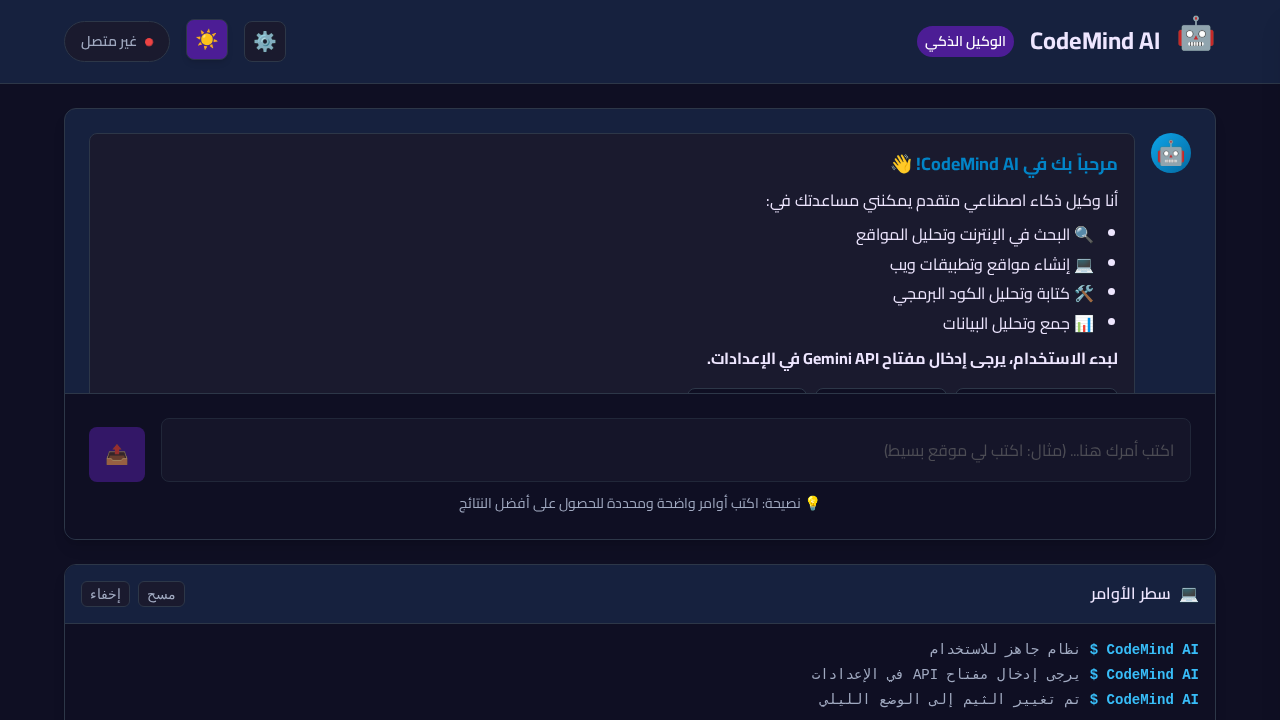 🤖 CodeMind AI الوكيل الذكي
⚙️ ☀️ غير متصل
مرحباً بك في CodeMind AI! 👋
أنا وكيل ذكاء اصطناعي متقدم يمكنني مساعدتك في:
🔍 البحث في الإنترنت وتحليل المواقع
💻 إنشاء مواقع وتطبيقات ويب
🛠️ كتابة وتحليل الكود البرمجي
📊 جمع وتحليل البيانات
لبدء الاستخدام، يرجى إدخال مفتاح Gemini API في الإعدادات.
اكتب أمرك هنا... (مثال: اكتب لي موقع بسيط)
💡 نصيحة: اكتب أوامر واضحة ومحددة للحصول على أفضل النتائج
💻 سطر الأوامر
مسح
إخفاء
CodeMind AI $ نظام جاهز للاستخدام
CodeMind AI $ يرجى إدخال مفتاح API في الإعدادات
CodeMind AI $ تم تغيير الثيم إلى الوضع الليلي